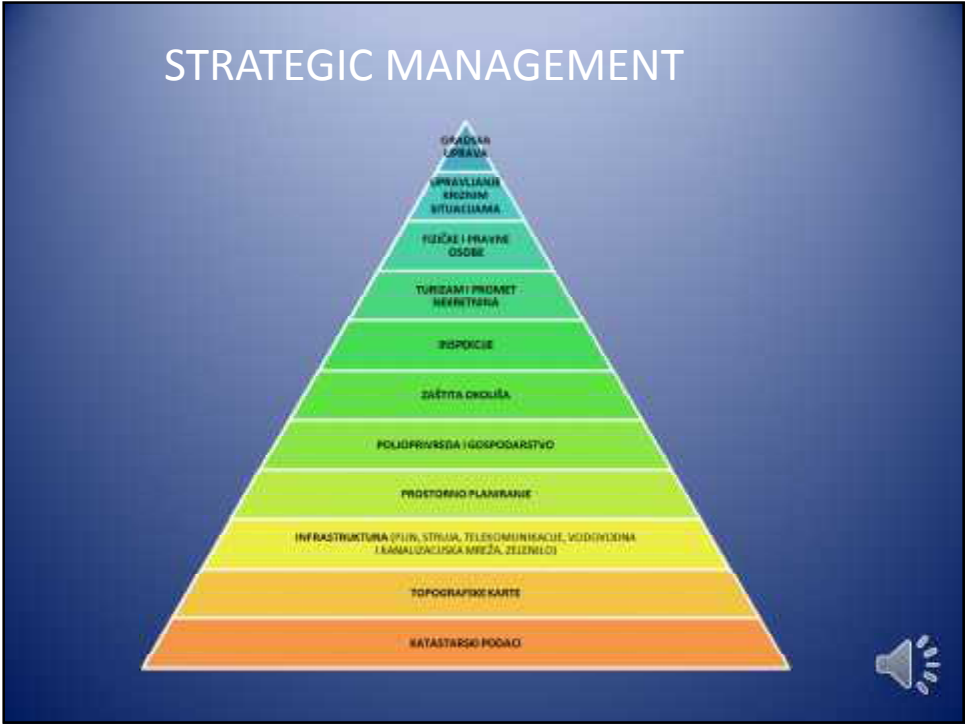 STRATEGIC MANAGEMENT
GRADSKA
UPRAVA
UPRAVLJANJE
KRIZNIM
SITUACIJAMA
FIZIČKE I PRAVNE
OSOBE
TURIZAM I PROMET
NEKRETNINA
INSPEKCIJE
ZAŠTITA OKOLIŠA
POLJOPRIVREDA I GOSPODARSTVO
PROSTORNO PLANIRANJE
INFRASTRUKTURA (PLIN, STRUJA, TELEKOMUNIKACIJE, VODOVODNA
I KANALIZACIJSKA MREŽA, ZELENILO)
TOPOGRAFSKE KARTE
KATASTARSKI PODACI